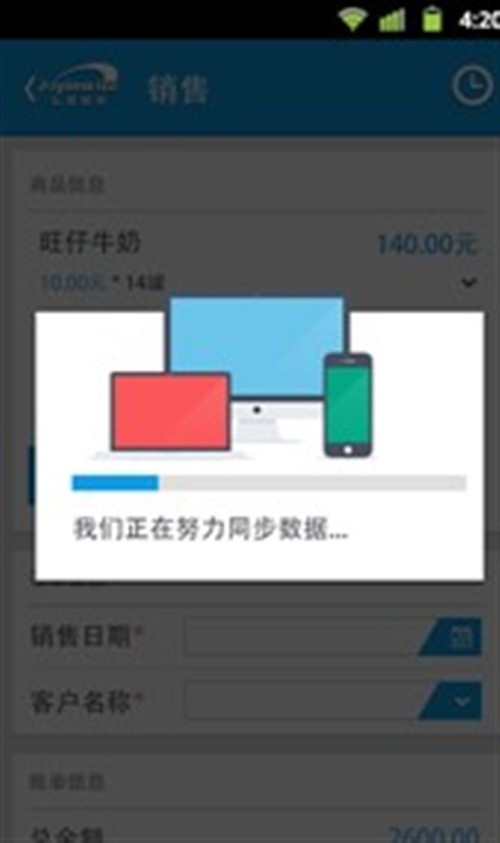 4:20
销售
商品信息
旺仔牛奶
140.00元
10.00元 * 14罐
我们正在努力同步数据...
销售日期*
客户名称*
账单信息
总金额
2600.00